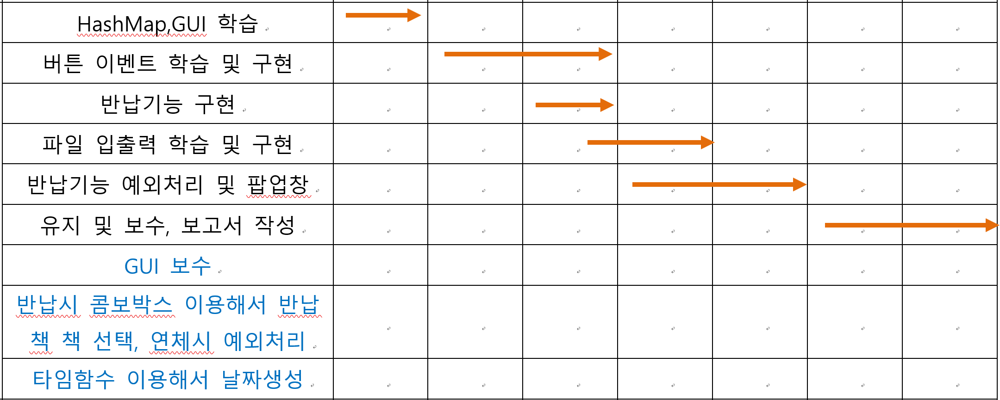 HashMap,GUI 학습
버튼 이벤트 학습 및 구현
반납기능 구현
파일 입출력 학습 및 구현
반납기능 예외처리 및 팝업창
유지 및 보수, 보고서 작성
GUI 보수
반납시 콤보박스 이용해서 반납
책 책 선택, 연체시 예외처리
타임함수 이용해서 날짜생성